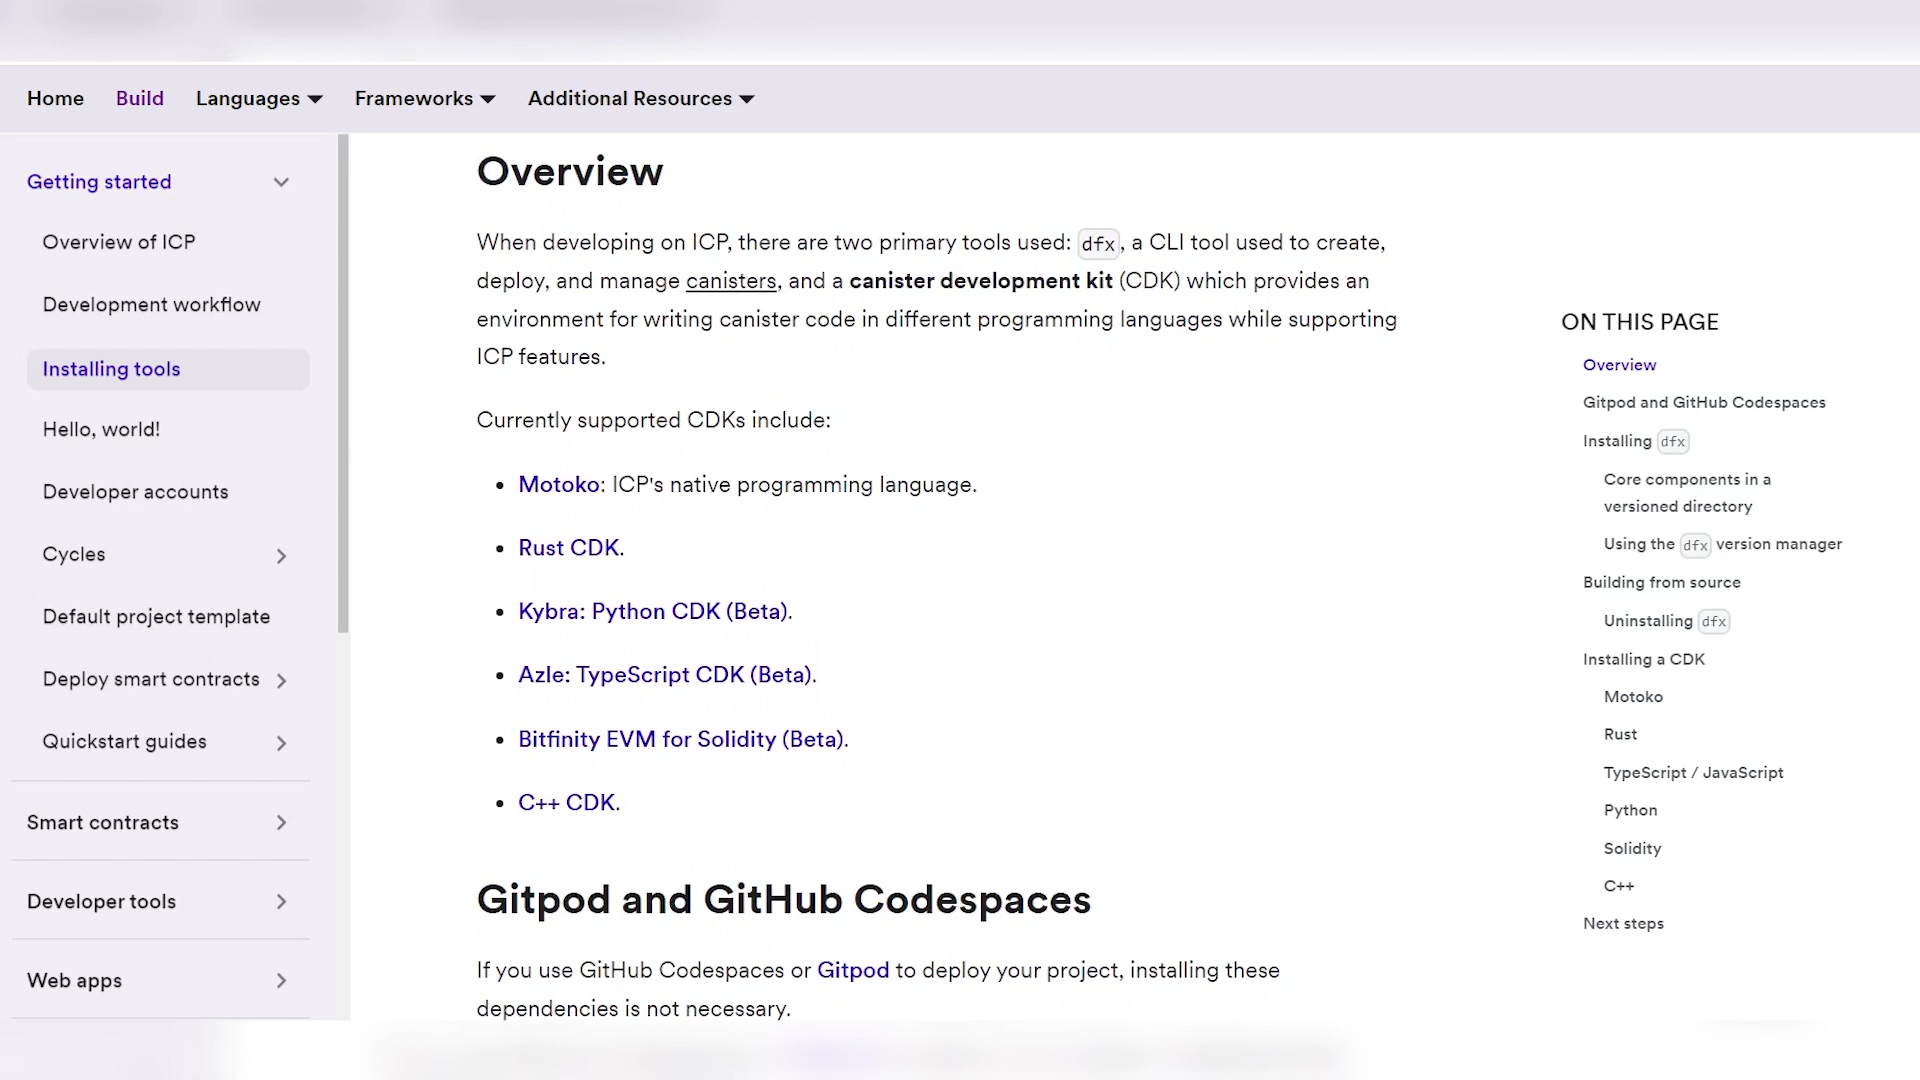 Home Build Languages Frameworks Additional Resources
Getting started
Overview of ICP
Development workflow
Installing tools
Hello, world!
Developer accounts
Cycles
Default project template
Deploy smart contracts
Quickstart guides
Smart contracts
Developer tools
Web apps
Overview
When developing on ICP, there are two primary tools used: dfx, a CLI tool used to create,
deploy, and manage canisters, and a canister development kit (CDK) which provides an
environment for writing canister code in different programming languages while supporting
ICP features.
Currently supported CDKs include:
• Motoko: ICP's native programming language.
• Rust CDK.
• Kybra: Python CDK (Beta).
• Azle: TypeScript CDK (Beta).
• Bitfinity EVM for Solidity (Beta).
• C++ CDK.
Gitpod and GitHub Codespaces
If you use GitHub Codespaces or Gitpod to deploy your project, installing these
dependencies is not necessary.
ON THIS PAGE
Overview
Gitpod and GitHub Codespaces
Installing dfx
Core components in a
versioned directory
Using the dfx version manager
Building from source
Uninstalling dfx
Installing a CDK
Motoko
Rust
TypeScript / JavaScript
Python
Solidity
C++
Next steps